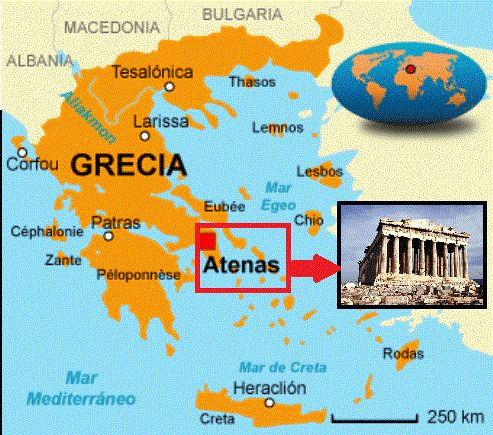 BULGARIA
MACEDONIA
ALBANIA
Tesalónica
Thasos
Aliakmon
Larissa
Lemnos
Corfou
GRECIA
Lesbos
Mar
Egeo
Eubée
Chio
Patras
Céphalonie
Zante
Péloponnèse
Atenas
Mar de Creta
Rodas
Mar
Mediterráneo
Heraclión
Creta
250 km